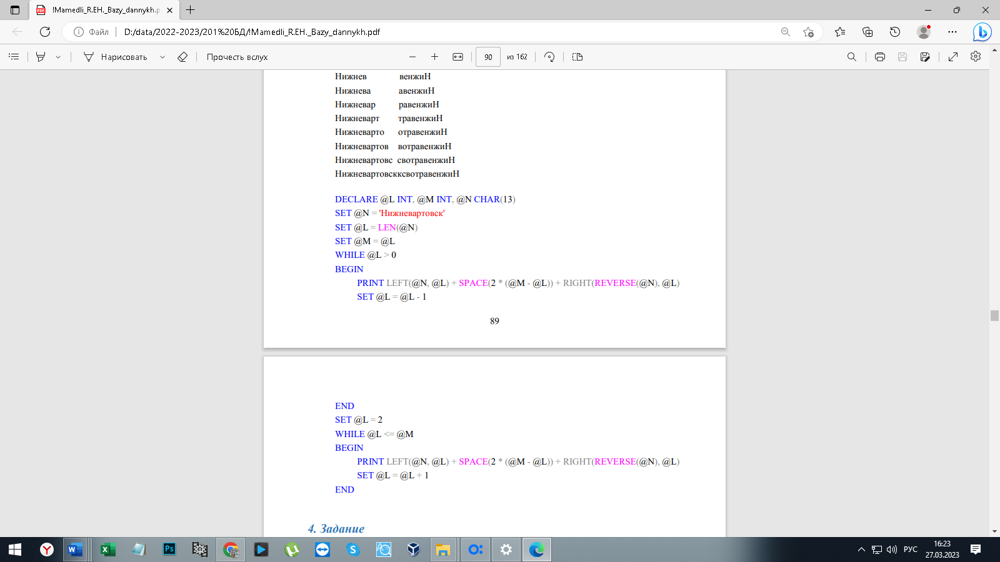 !Mamedli_R.EH._Bazy_dannykh.p
Файл D:/data/2022-2023/201%20БД/!Mamedli_R.EH._Bazy_dannykh.pdf
Нарисовать Прочесть вслух 90 из 162
Нижнев венжиН
Нижнева авенжиН
Нижневар равенжиН
Нижневарт травенжиН
Нижневарто отравенжиН
Нижневартов вотравенжиН
Нижневартовс свотравенжиН
НижневартовскксвотравенжиН
DECLARE @L INT, @M INT, @N CHAR(13)
SET @N = 'Нижневартовск'
SET @L = LEN(@N)
SET @M = @L
WHILE @L > 0
BEGIN
PRINT LEFT(@N, @L) + SPACE(2 * (@M - @L)) + RIGHT(REVERSE(@N), @L)
SET @L = @L - 1
89
END
SET @L = 2
WHILE @L <= @M
BEGIN
PRINT LEFT(@N, @L) + SPACE(2 * (@M - @L)) + RIGHT(REVERSE(@N), @L)
SET @L = @L + 1
END
4. Задание
РУС
16:23
27.03.2023